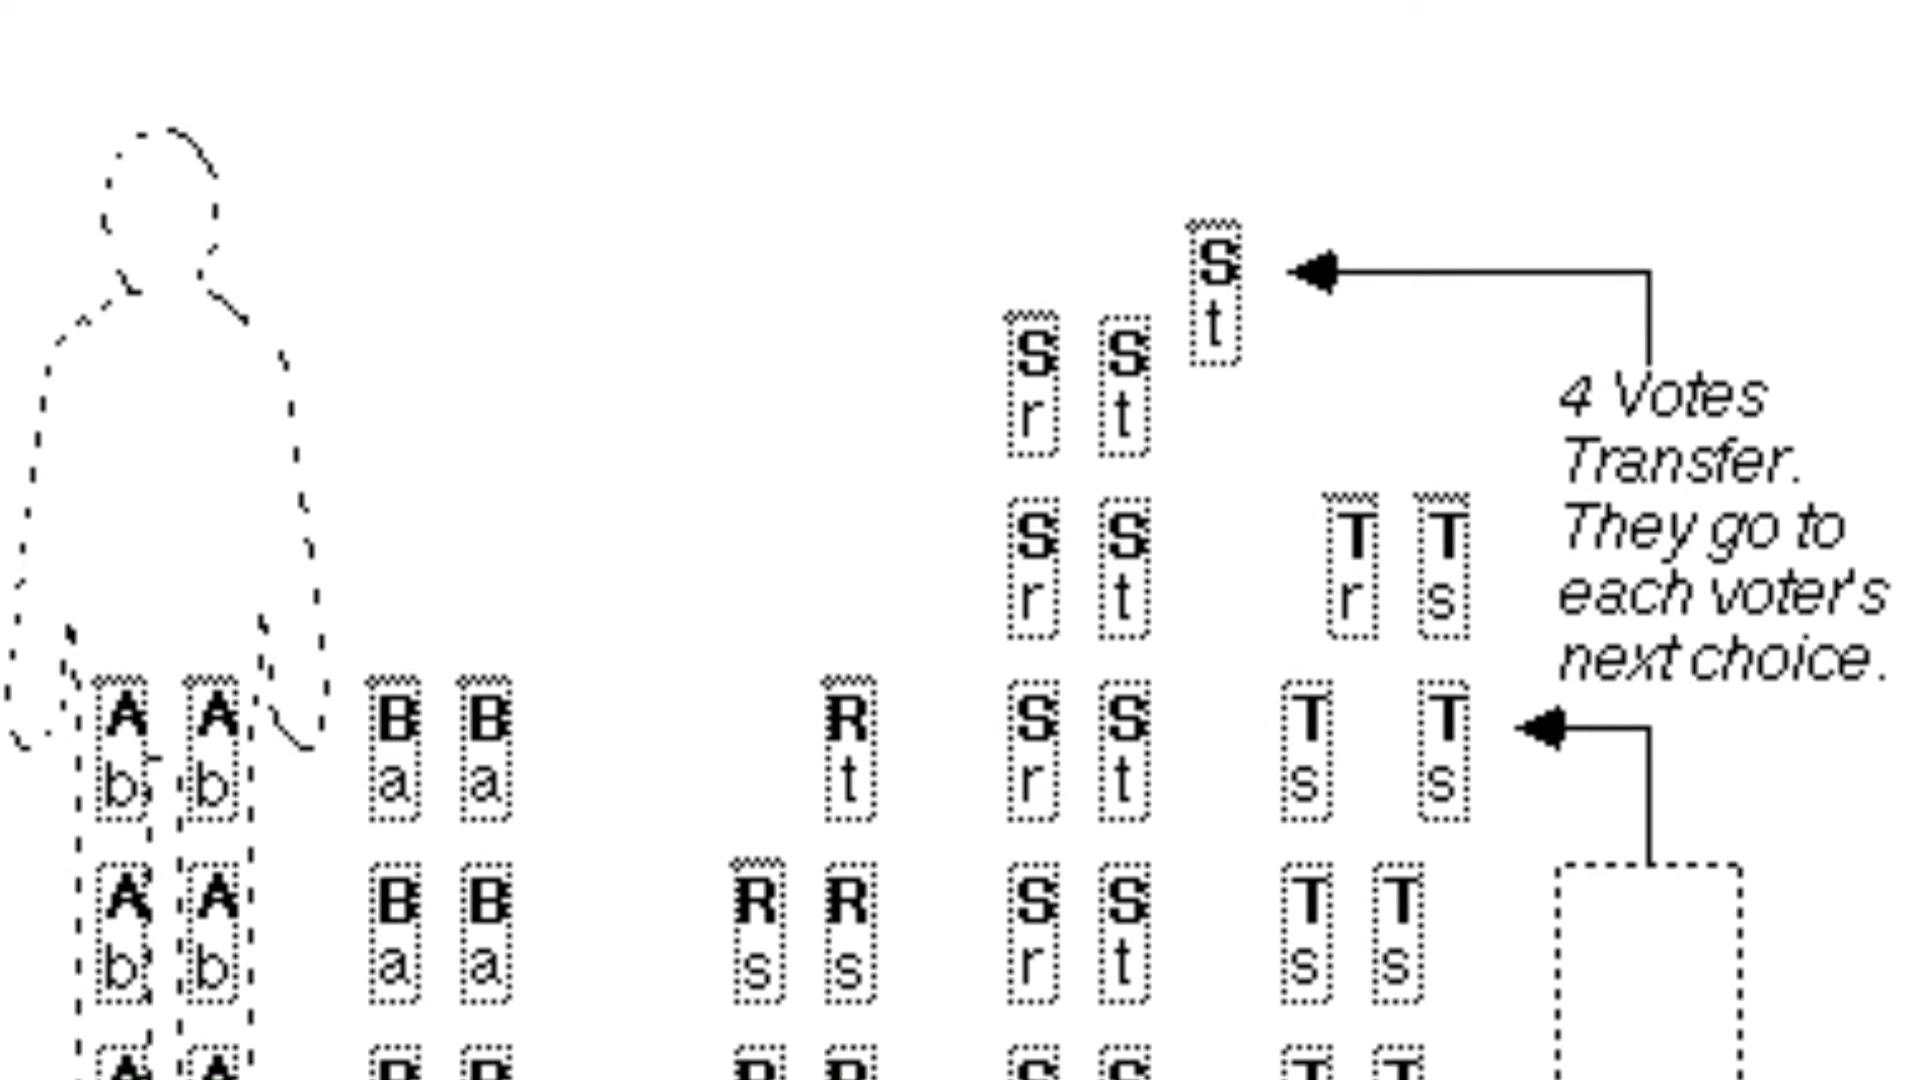 S
t
S S
r t
4 Votes
Transfer.
They go to
each voter's
next choice.
S S T T
r t r s
A A B B R S S T T
b b a a t r t s s
A A B B R R S S T T
b b a a s s r t s s
A A B B R R S S T T